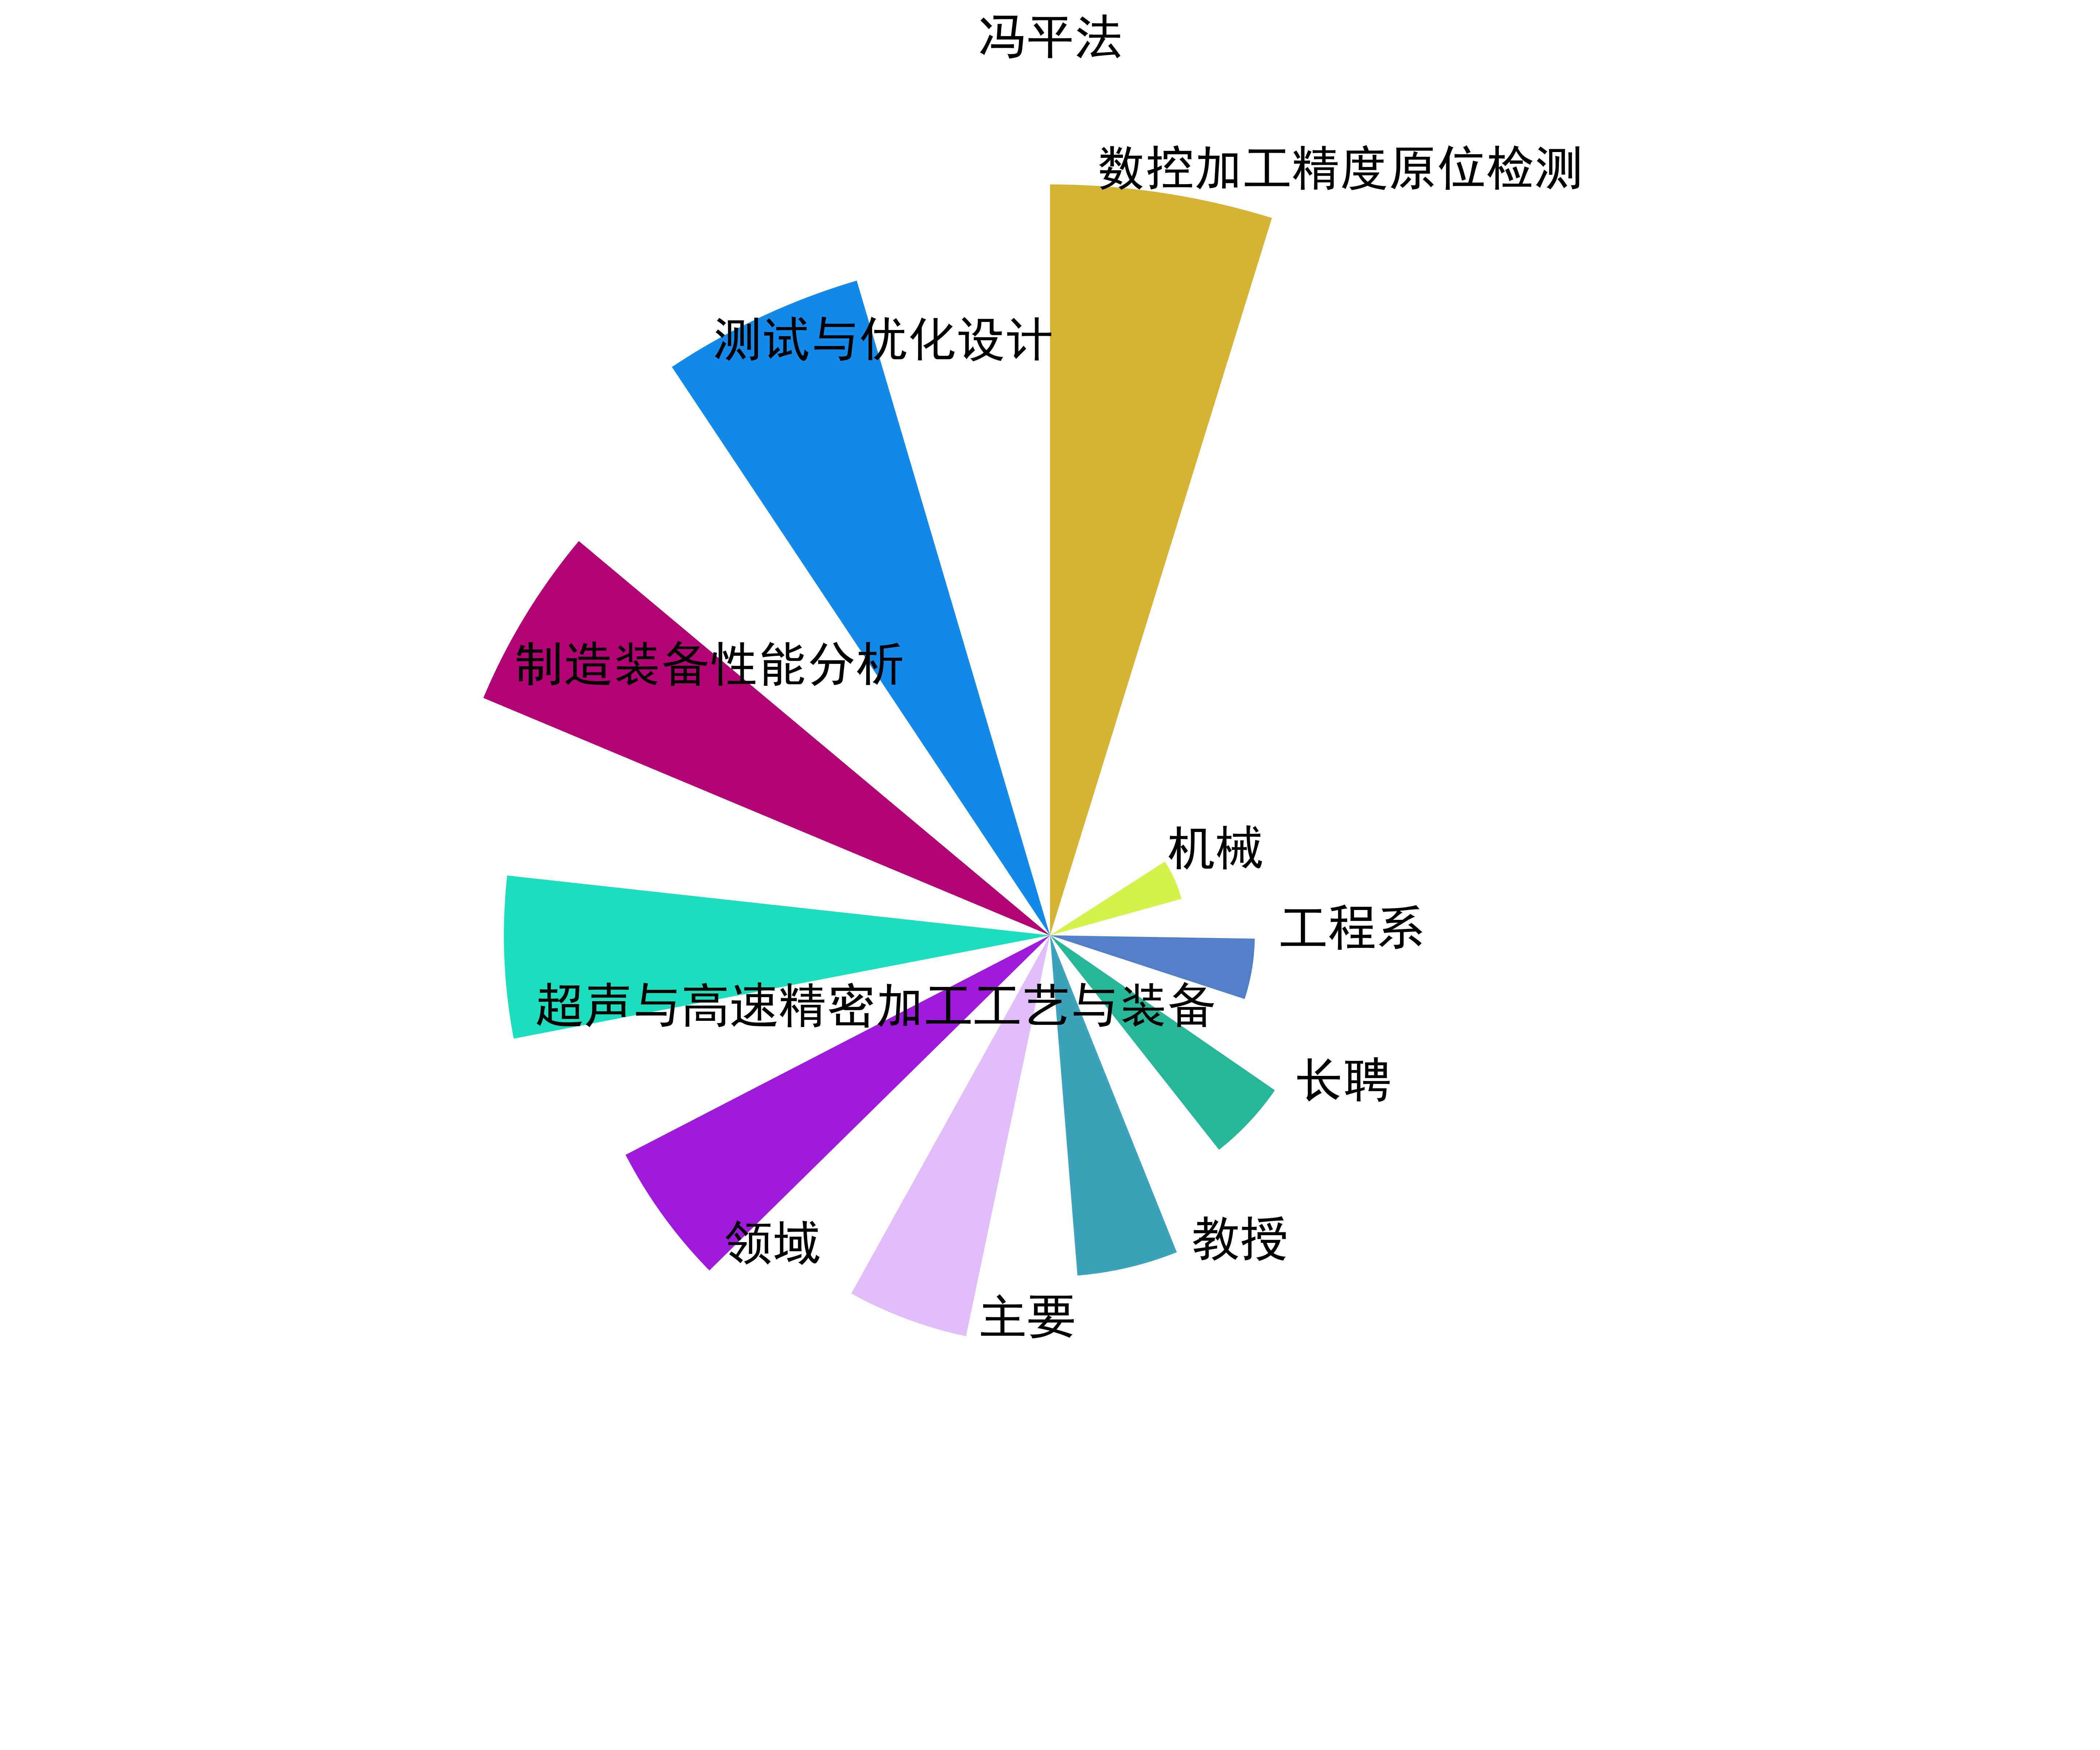 冯平法
数控加工精度原位检测
测试与优化设计
制造装备性能分析
机械
工程系
超声与高速精密加工工艺与装备
长聘
教授
领域
主要